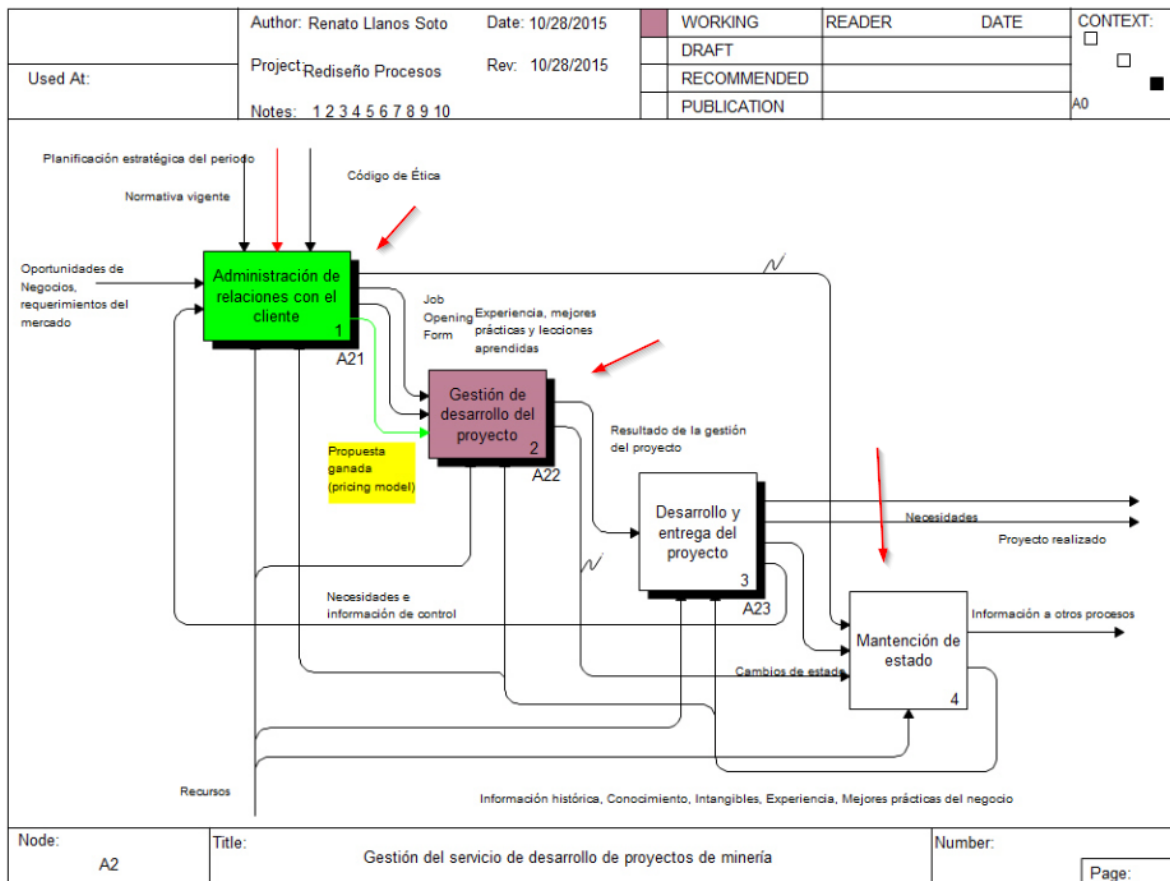 Used At:
Author: Renato Llanos Soto
Date: 10/28/2015
Project: Rediseño Procesos
Rev: 10/28/2015
Notes: 1 2 3 4 5 6 7 8 9 10
WORKING
DRAFT
RECOMMENDED
PUBLICATION
READER
DATE
CONTEXT:
A0
Planificación estratégica del periodo
Normativa vigente
Código de Ética
Oportunidades de
Negocios,
requerimientos del
mercado
Administración de
relaciones con el
cliente
1
A21
Job
Opening
Form
Experiencia, mejores
prácticas y lecciones
aprendidas
Gestión de
desarrollo del
proyecto
2
A22
Propuesta
ganada
(pricing model)
Resultado de la gestión
del proyecto
Desarrollo y
entrega del
proyecto
3
A23
Necesidades
Proyecto realizado
Necesidades e
información de control
Información a otros procesos
Mantención de
estado
4
Cambios de estado
Recursos
Información histórica, Conocimiento, Intangibles, Experiencia, Mejores prácticas del negocio
Node:
A2
Title:
Gestión del servicio de desarrollo de proyectos de minería
Number:
Page: